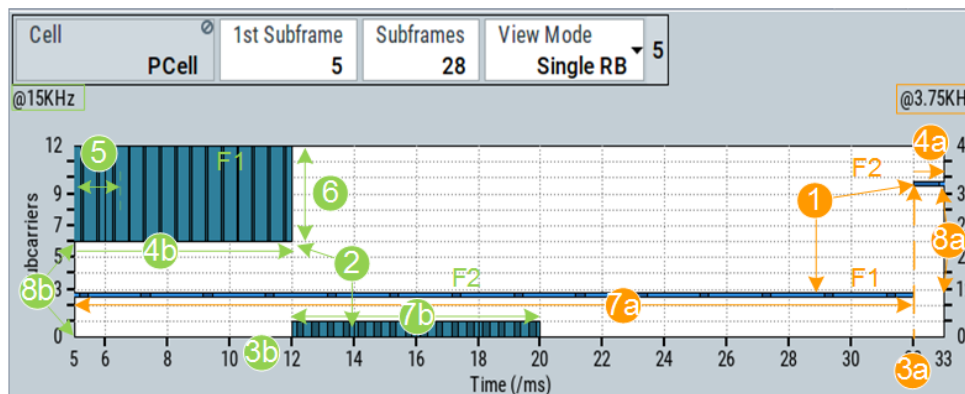 Cell
PCell
1st Subframe
5
Subframes
28
View Mode
Single RB
5
@15KHz
@3.75KH
12
9
7
5
3
0
ubcarriers
5
F1
6
4b
2
8b
F2
7b
3b
7a
F1
1
F2
4a
8a
3a
4
3
2
1
0
5 6 8 10 12 14 16 18 20 22 24 26 28 30 33
Time (/ms)